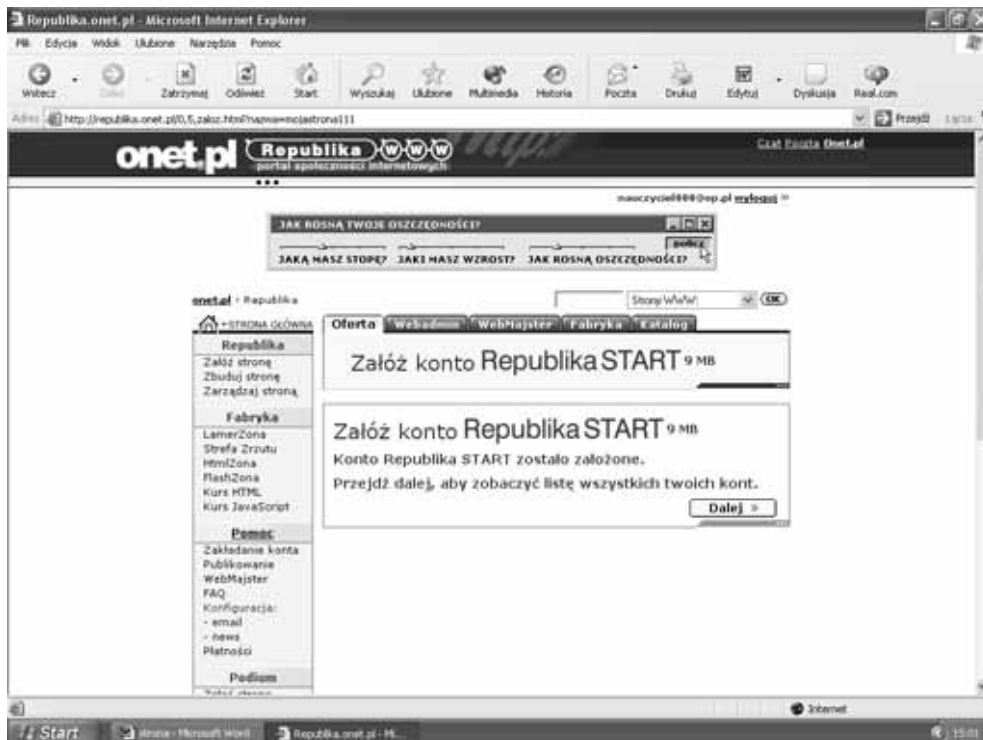 Republika.onet.pl - Microsoft Internet Explorer
Plik Edycja Widok Ulubione Narzędzia Pomoc
Wstecz Zatrzymaj Odśwież Start Wyszukaj Ulubione Multimedia Historia Poczta Drukuj Edytuj Dyskusja Real.com
Adres http://republika.onet.pl/0,5,zaloz.html?nazwa=mojastrona111 Przejdź Łącza
onet.pl Republika WWW
portal społeczności internetowych
Czat Poczta Onet.pl
nauczyciel000@op.pl wyloguj »
JAK ROSNĄ TWOJE OSZCZĘDNOŚCI?
policz
JAKĄ MASZ STOPĘ? JAKI MASZ WZROST? JAK ROSNĄ OSZCZĘDNOŚCI?
onet.pl › Republika
Strony WWW: OK
STRONA GŁÓWNA
Oferta Webadmin WebMajster Fabryka Katalog
Republika
Załóż stronę
Zbuduj stronę
Zarządzaj stroną
Fabryka
LamerZona
Strefa Zrzutu
HtmlZona
FlashZona
Kurs HTML
Kurs JavaScript
Pomoc
Zakładanie konta
Publikowanie
WebMajster
FAQ
Konfiguracja:
- email
- news
Płatności
Podium
Załóż konto Republika START 9 MB
Załóż konto Republika START 9 MB
Konto Republika START zostało założone.
Przejdź dalej, aby zobaczyć listę wszystkich twoich kont.
Dalej »
Internet
Start strona - Microsoft Word Republika.onet.pl - Mi... 15:01